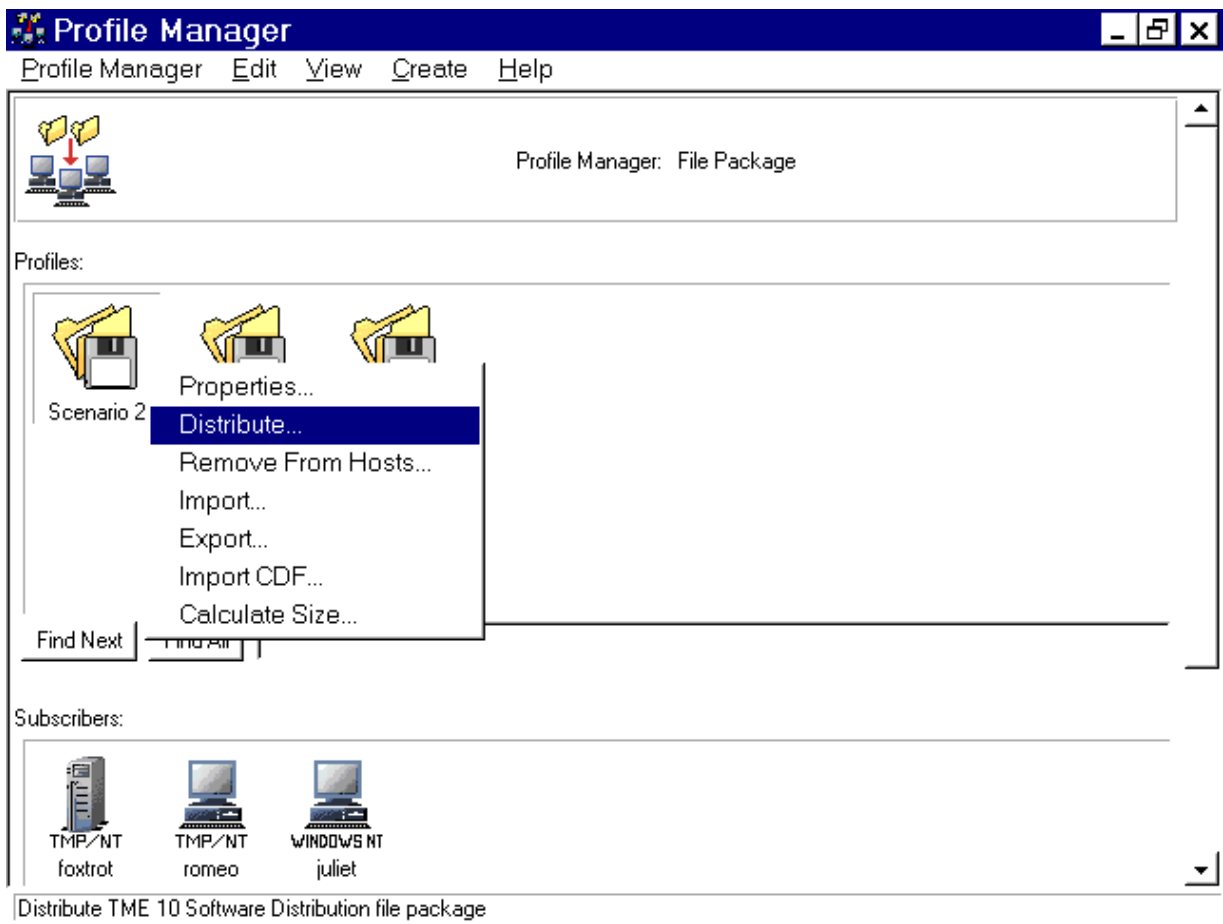 Profile Manager
Profile Manager Edit View Create Help
Profile Manager: File Package
Profiles:
Scenario 2
Properties...
Distribute...
Remove From Hosts...
Import...
Export...
Import CDF...
Calculate Size...
Find Next Find All
Subscribers:
TMP/NT TMP/NT WINDOWS NT
foxtrot romeo juliet
Distribute TME 10 Software Distribution file package